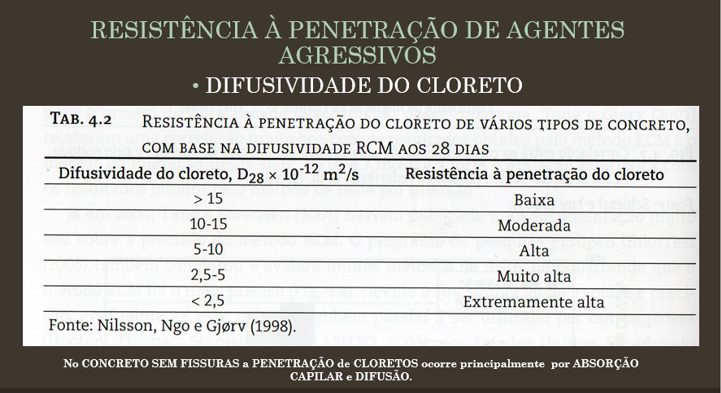 RESISTÊNCIA À PENETRAÇÃO DE AGENTES
AGRESSIVOS
• DIFUSIVIDADE DO CLORETO
TAB. 4.2 RESISTÊNCIA À PENETRAÇÃO DO CLORETO DE VÁRIOS TIPOS DE CONCRETO,
COM BASE NA DIFUSIVIDADE RCM AOS 28 DIAS
Difusividade do cloreto, D28 × 10-12 m2/s Resistência à penetração do cloreto
> 15 Baixa
10-15 Moderada
5-10 Alta
2,5-5 Muito alta
< 2,5 Extremamente alta
Fonte: Nilsson, Ngo e Gjørv (1998).
No CONCRETO SEM FISSURAS a PENETRAÇÃO de CLORETOS ocorre principalmente por ABSORÇÃO
CAPILAR e DIFUSÃO.